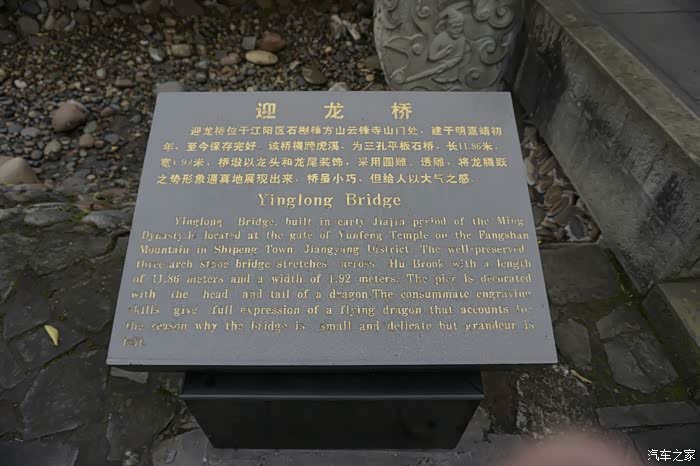 迎龙桥
迎龙桥位于江阳区石棚镇方山云锋寺山门处，建于明嘉靖初
年，至今保存完好。该桥横跨虎溪，为三孔平板石桥，长11.86米，
宽1.92米，桥墩以龙头和龙尾装饰，采用圆雕、透雕，将龙腾跃
之势形象逼真地展现出来，桥虽小巧，但给人以大气之感。
Yinglong Bridge
Yinglong Bridge, built in early Jiajia period of the Ming
Dynasty,is located at the gate of Yunfeng Temple on the Fangshan
Mountain in Shipeng Town, Jiangyang District. The well-preserved
three-arch stone bridge stretches across Hu Brook with a length
of 11.86 meters and a width of 1.92 meters. The pier is decorated
with the head and tail of a dragon.The consummate engraving
skills give full expression of a flying dragon that accounts for
the season why the bridge is small and delicate but grandeur is
felt.
汽车之家